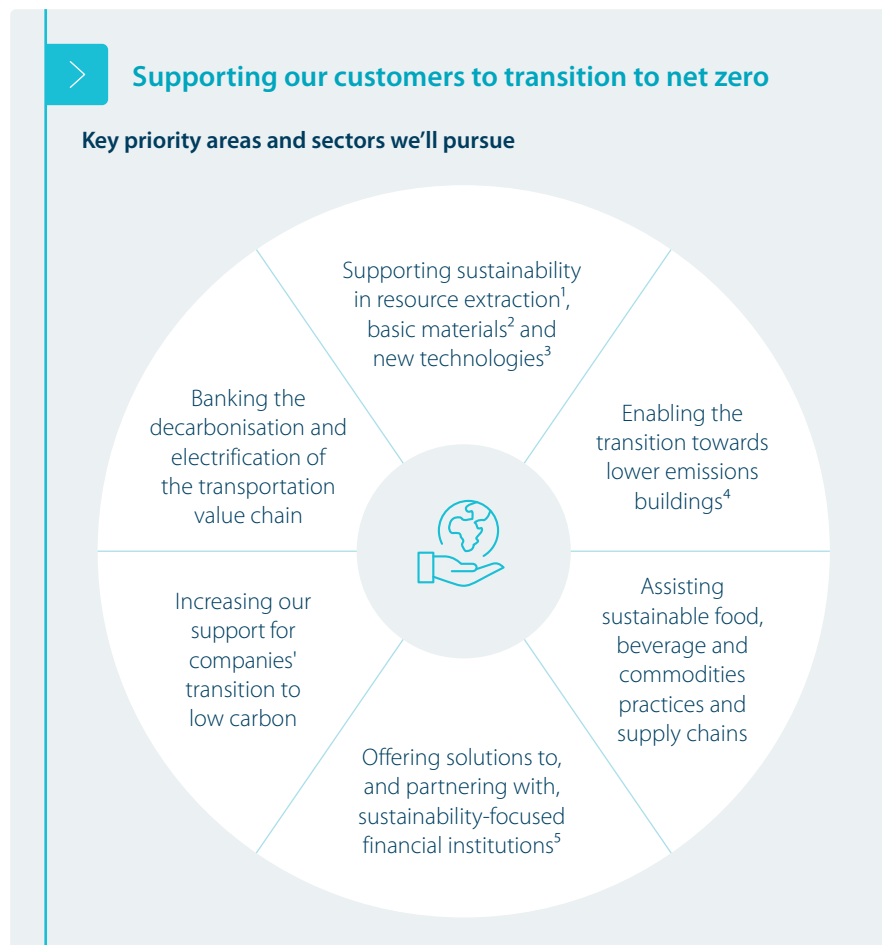 Supporting our customers to transition to net zero
Key priority areas and sectors we’ll pursue
Supporting sustainability
in resource extraction¹,
basic materials² and
new technologies³
Enabling the
transition towards
lower emissions
buildings⁴
Assisting
sustainable food,
beverage and
commodities
practices and
supply chains
Offering solutions to,
and partnering with,
sustainability-focused
financial institutions⁵
Increasing our
support for
companies'
transition to
low carbon
Banking the
decarbonisation and
electrification of
the transportation
value chain